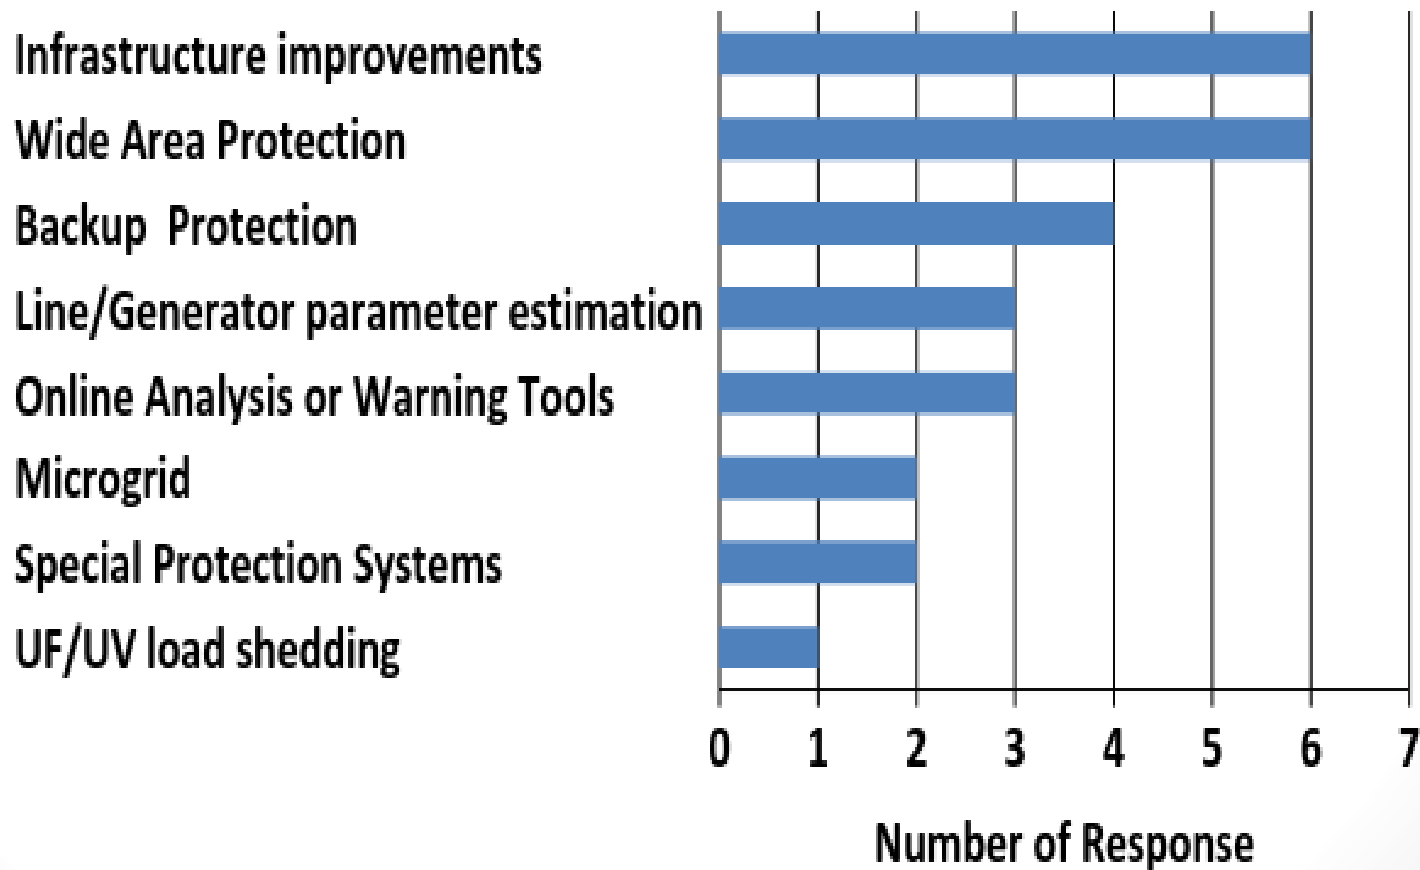 Infrastructure improvements
Wide Area Protection
Backup Protection
Line/Generator parameter estimation
Online Analysis or Warning Tools
Microgrid
Special Protection Systems
UF/UV load shedding
0 1 2 3 4 5 6 7
Number of Response